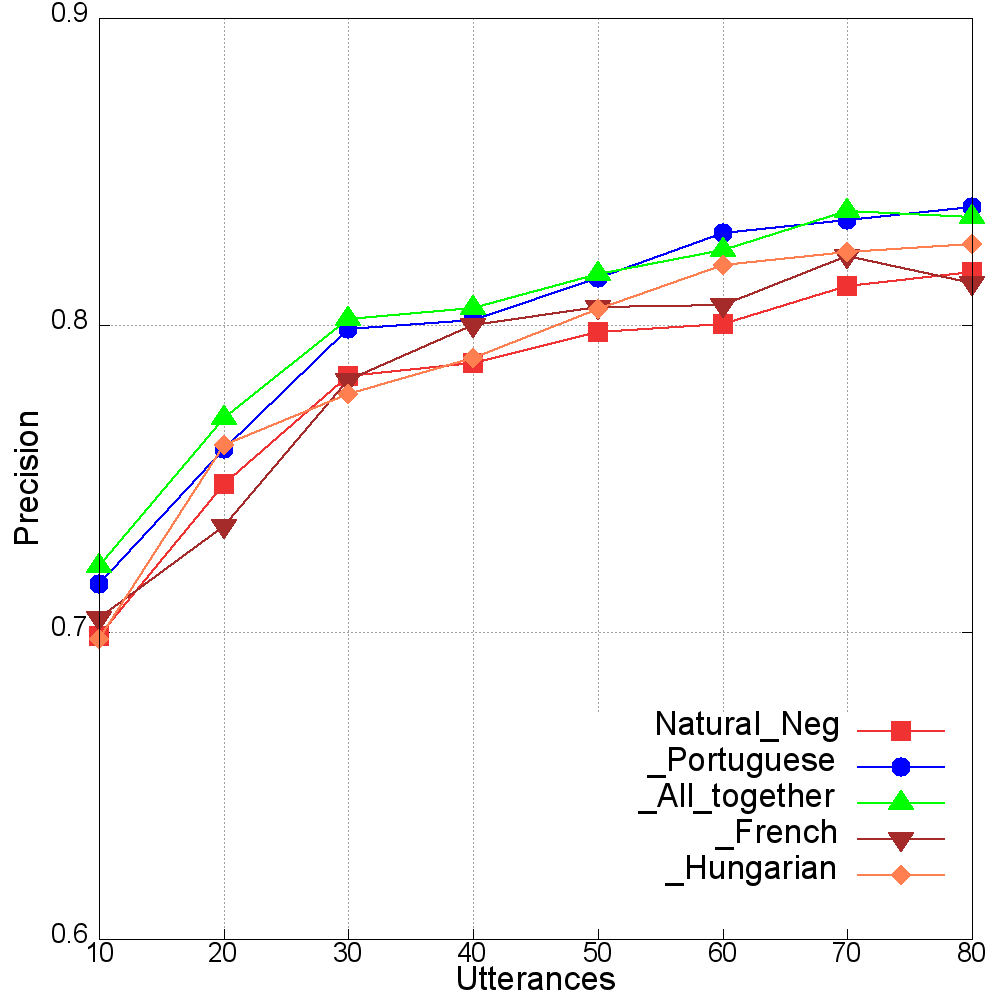 0.9
0.8
0.7
0.6
Precision
10 20 30 40 50 60 70 80
Utterances
Natural_Neg
_Portuguese
_All_together
_French
_Hungarian